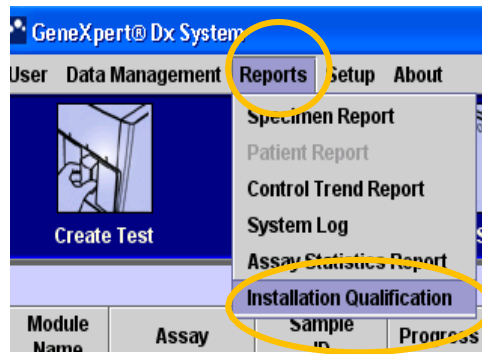 GeneXpert® Dx System
User Data Management Reports Setup About
Specimen Report
Patient Report
Control Trend Report
System Log
Assay Statistics Report
Installation Qualification
Create Test
Module Name
Assay
Sample ID
Progress